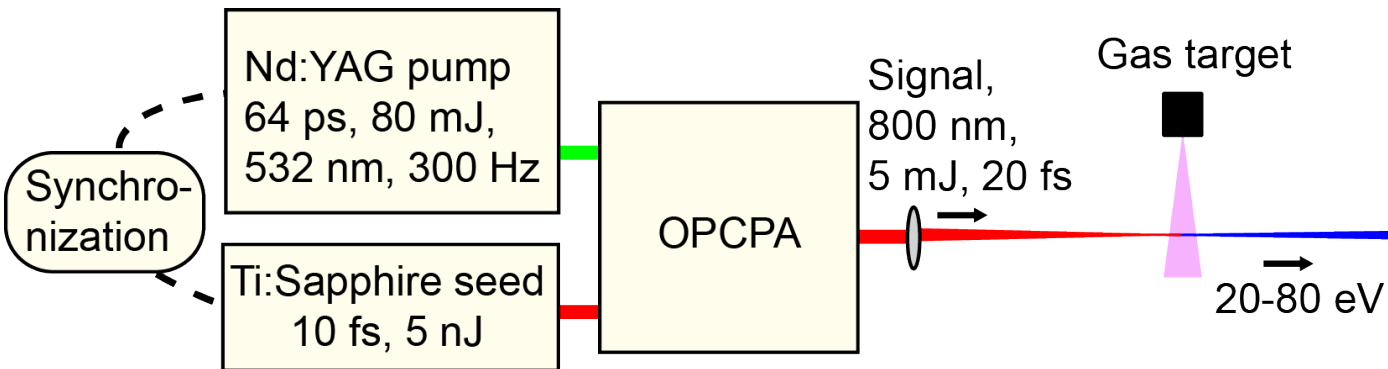 Synchro-
nization
Nd:YAG pump
64 ps, 80 mJ,
532 nm, 300 Hz
Ti:Sapphire seed
10 fs, 5 nJ
OPCPA
Signal,
800 nm,
5 mJ, 20 fs
Gas target
20-80 eV